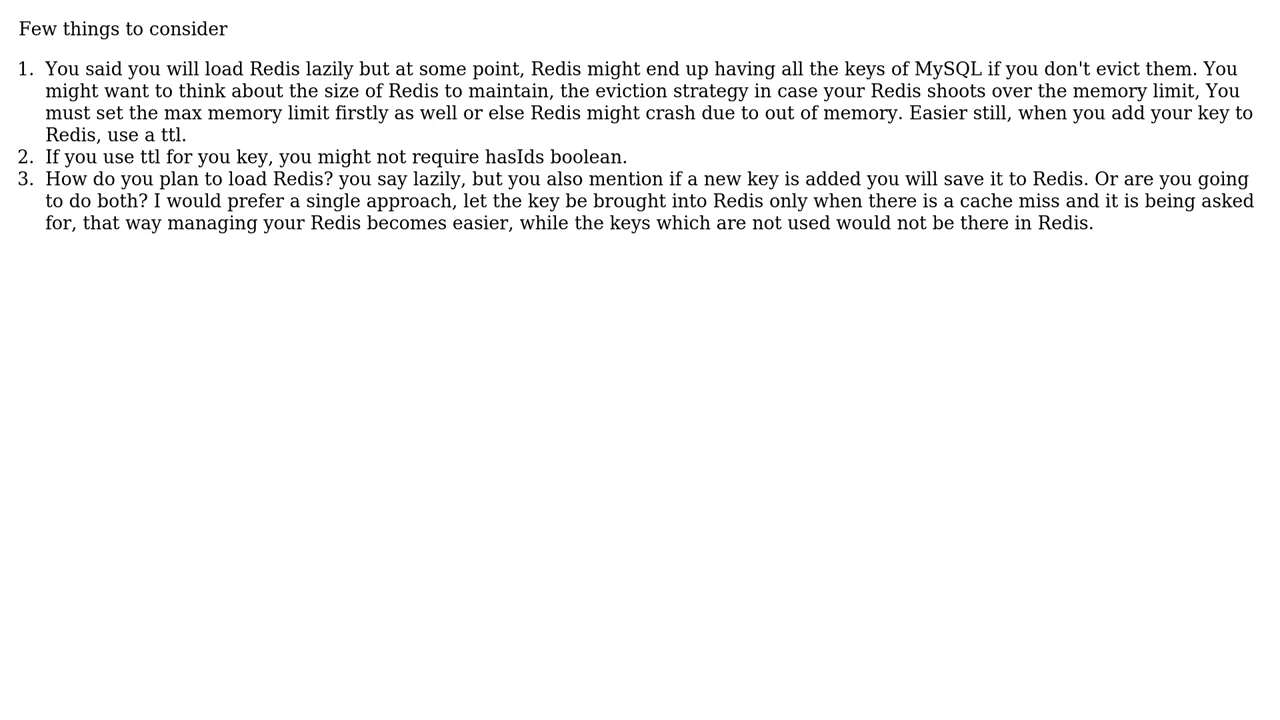 Few things to consider
1. You said you will load Redis lazily but at some point, Redis might end up having all the keys of MySQL if you don't evict them. You
might want to think about the size of Redis to maintain, the eviction strategy in case your Redis shoots over the memory limit, You
must set the max memory limit firstly as well or else Redis might crash due to out of memory. Easier still, when you add your key to
Redis, use a ttl.
2. If you use ttl for you key, you might not require hasIds boolean.
3. How do you plan to load Redis? you say lazily, but you also mention if a new key is added you will save it to Redis. Or are you going
to do both? I would prefer a single approach, let the key be brought into Redis only when there is a cache miss and it is being asked
for, that way managing your Redis becomes easier, while the keys which are not used would not be there in Redis.